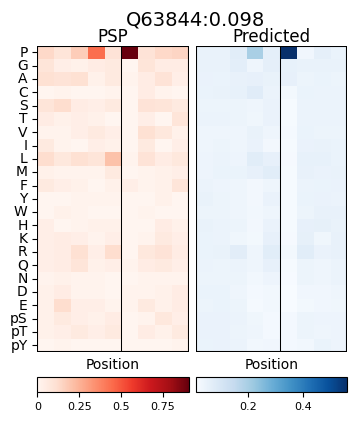 Q63844:0.098
PSP Predicted
P
G
A
C
S
T
V
I
L
M
F
Y
W
H
K
R
Q
N
D
E
pS
pT
pY
Position Position
0 0.25 0.5 0.75 0.2 0.4